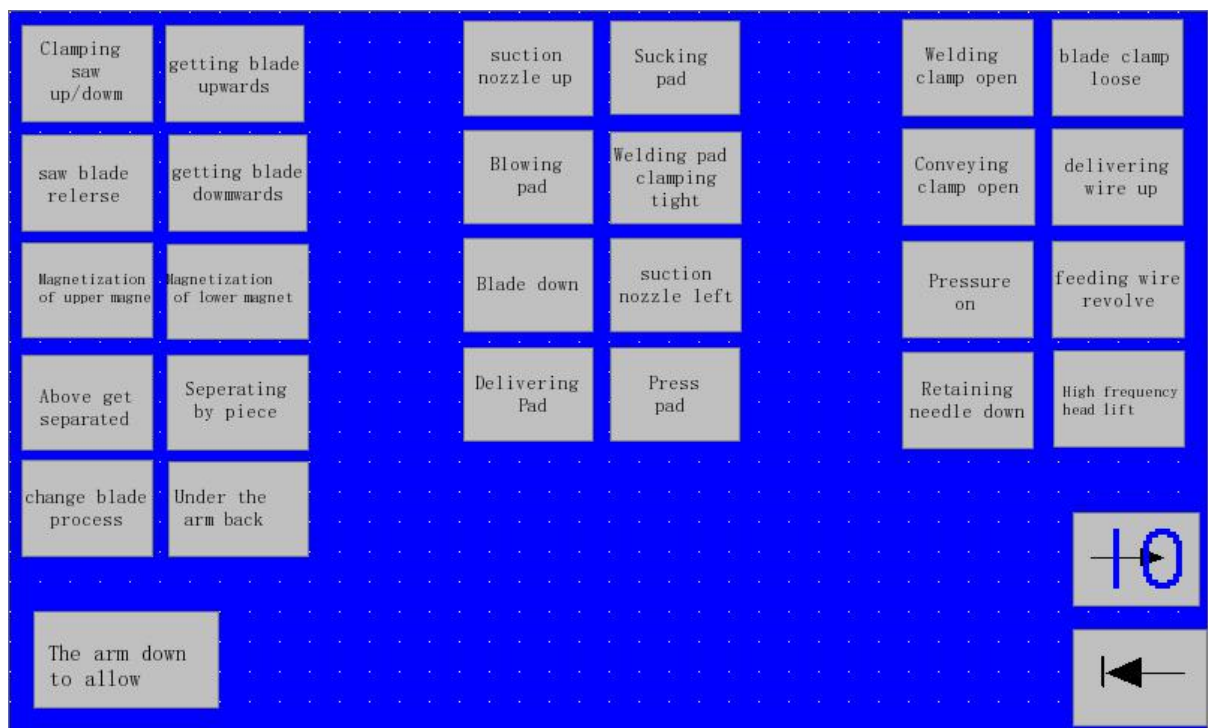 Clamping
saw
up/dowm
getting blade
upwards
suction
nozzle up
Sucking
pad
Welding
clamp open
blade clamp
loose
saw blade
relerse
getting blade
dowmwards
Blowing
pad
Welding pad
clamping
tight
Conveying
clamp open
delivering
wire up
Magnetization
of upper magne
Magnetization
of lower magnet
Blade down
suction
nozzle left
Pressure
on
feeding wire
revolve
Above get
separated
Seperating
by piece
Delivering
Pad
Press
pad
Retaining
needle down
High frequency
head lift
change blade
process
Under the
arm back
IO
The arm down
to allow